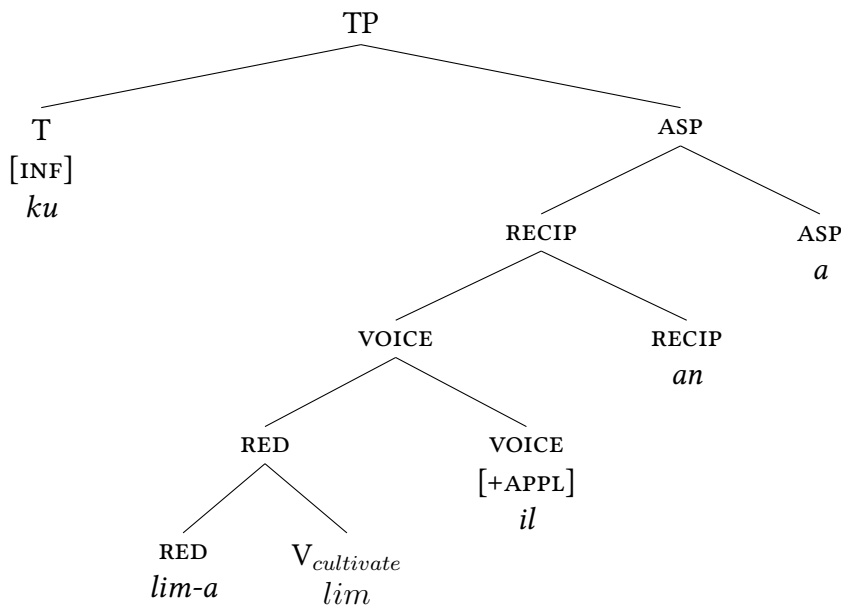 TP
T
[INF]
ku
ASP
RECIP
ASP
a
VOICE
RECIP
an
RED
VOICE
[+APPL]
il
RED
lim-a
V_cultivate
lim